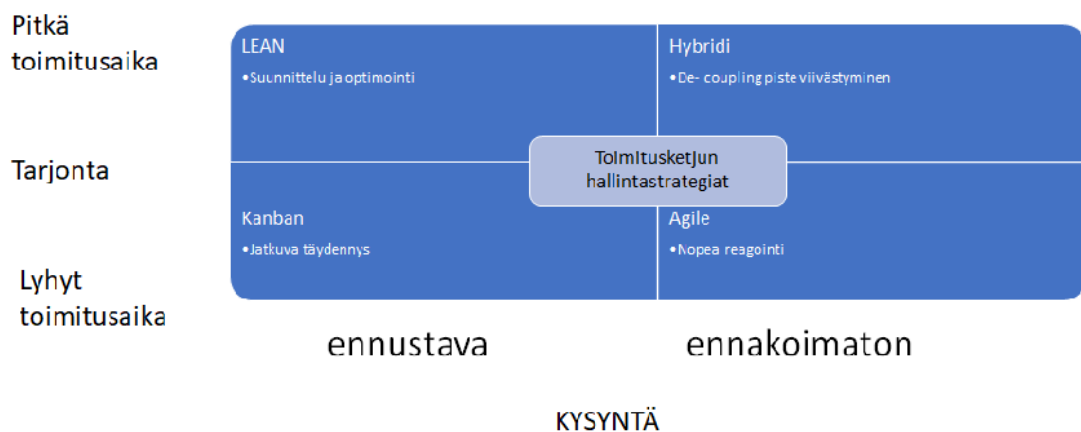 Pitkä
toimitusaika
LEAN
•Suunnittelu ja optimointi
Hybridi
•De- coupling piste viivästyminen
Tarjonta
Toimitusketjun
hallintastrategiat
Kanban
•Jatkuva täydennys
Agile
•Nopea reagointi
Lyhyt
toimitusaika
ennustava
ennakoimaton
KYSYNTÄ